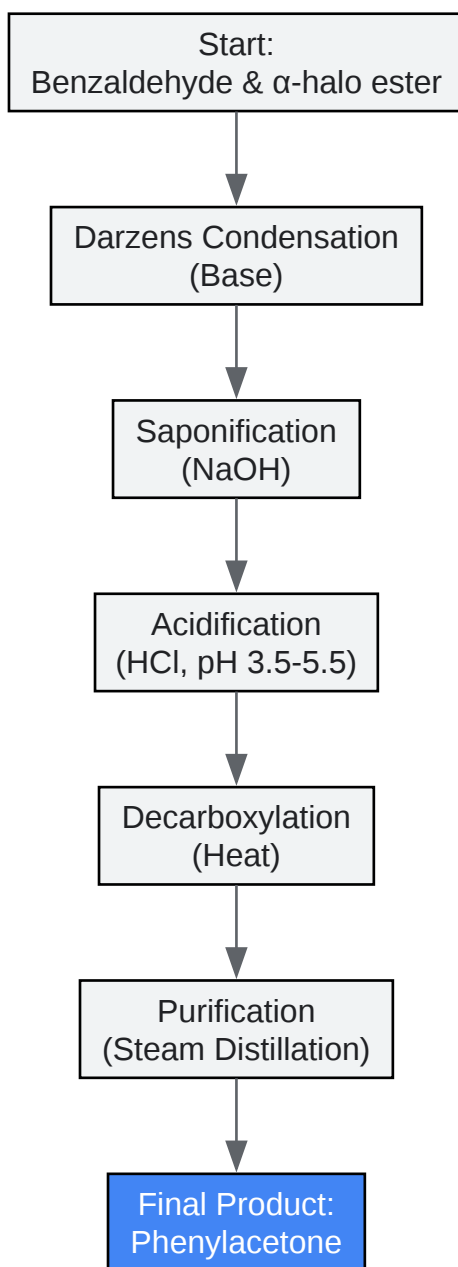 Start:
Benzaldehyde & α-halo ester
Darzens Condensation
(Base)
Saponification
(NaOH)
Acidification
(HCl, pH 3.5-5.5)
Decarboxylation
(Heat)
Purification
(Steam Distillation)
Final Product:
Phenylacetone